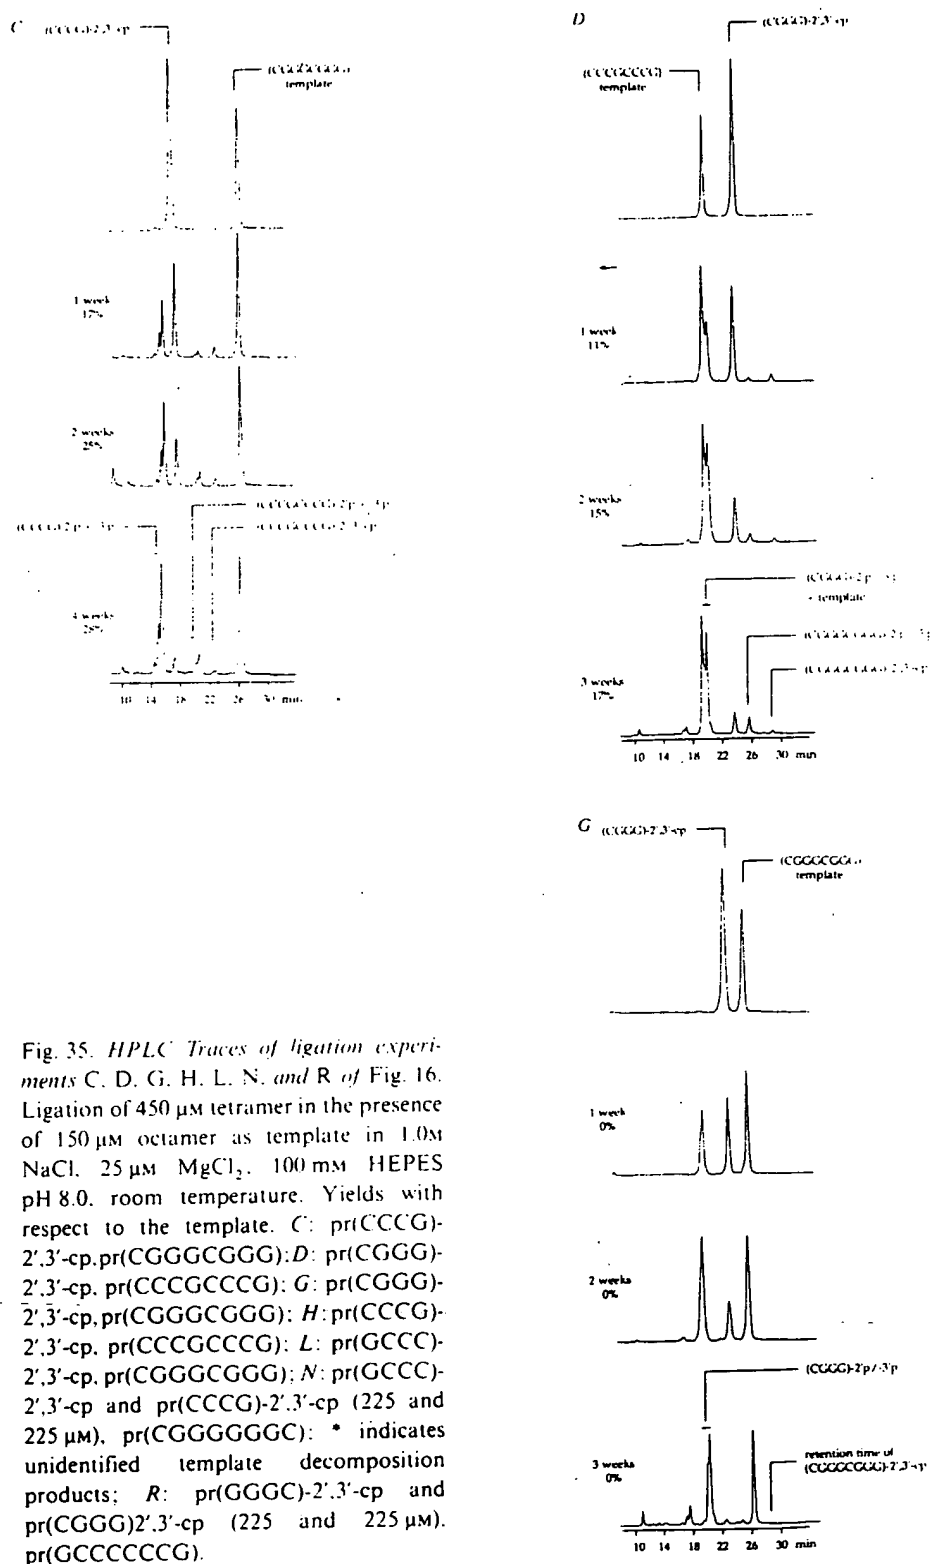 C
template
1 week
17%
2 weeks
25%
4 weeks
28%
10 14 18 22 26 30 min
D
(CGGG)-2',3'-cp
(CCCGCCCG)
template
1 week
11%
2 weeks
15%
+ template
3 weeks
17%
10 14 18 22 26 30 min
G
(CGGG)-2',3'-cp
(CGGGCGGG)
template
1 week
0%
2 weeks
0%
(CGGG)-2'p/-3'p
3 weeks
0%
retention time of
(CGGGCGGG)-2',3'-cp
10 14 18 22 26 30 min
Fig. 35. HPLC Traces of ligation experi-
ments C. D. G. H. L. N. and R of Fig. 16.
Ligation of 450 μM tetramer in the presence
of 150 μM octamer as template in 1.0M
NaCl. 25 μM MgCl₂. 100 mM HEPES
pH 8.0. room temperature. Yields with
respect to the template. C: pr(CCCG)-
2',3'-cp.pr(CGGGCGGG):D: pr(CGGG)-
2',3'-cp, pr(CCCGCCCG): G: pr(CGGG)-
2',3'-cp,pr(CGGGCGGG); H:pr(CCCG)-
2',3'-cp, pr(CCCGCCCG): L: pr(GCCC)-
2',3'-cp, pr(CGGGCGGG); N: pr(GCCC)-
2',3'-cp and pr(CCCG)-2'.3'-cp (225 and
225 μM), pr(CGGGGGGC): * indicates
unidentified template decomposition
products; R: pr(GGGC)-2',3'-cp and
pr(CGGG)2',3'-cp (225 and 225 μM).
pr(GCCCCCCG).